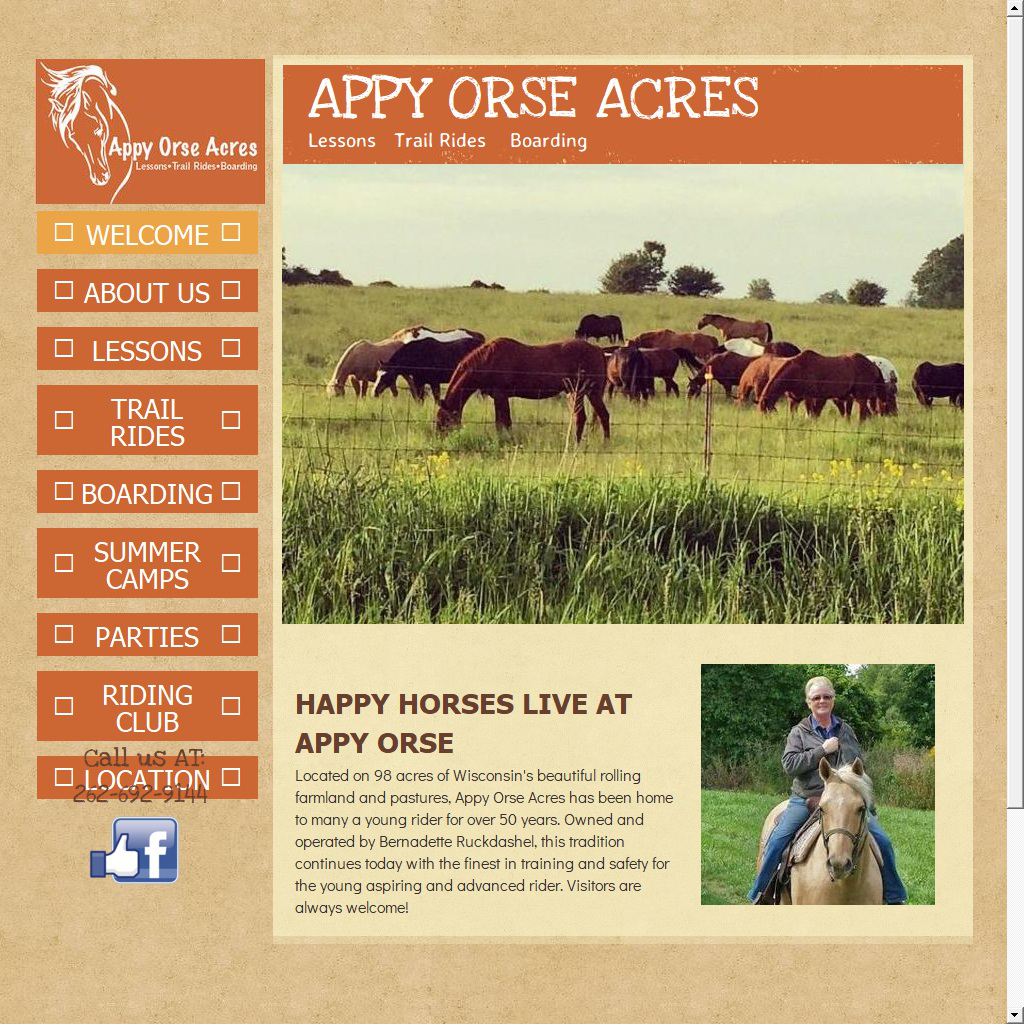 Appy Orse Acres
Lessons•Trail Rides•Boarding
WELCOME
ABOUT US
LESSONS
TRAIL
RIDES
BOARDING
SUMMER
CAMPS
PARTIES
RIDING
CLUB
Call us AT:
LOCATION
262-692-9144
f
APPY ORSE ACRES
Lessons Trail Rides Boarding
HAPPY HORSES LIVE AT
APPY ORSE
Located on 98 acres of Wisconsin's beautiful rolling
farmland and pastures, Appy Orse Acres has been home
to many a young rider for over 50 years. Owned and
operated by Bernadette Ruckdashel, this tradition
continues today with the finest in training and safety for
the young aspiring and advanced rider. Visitors are
always welcome!